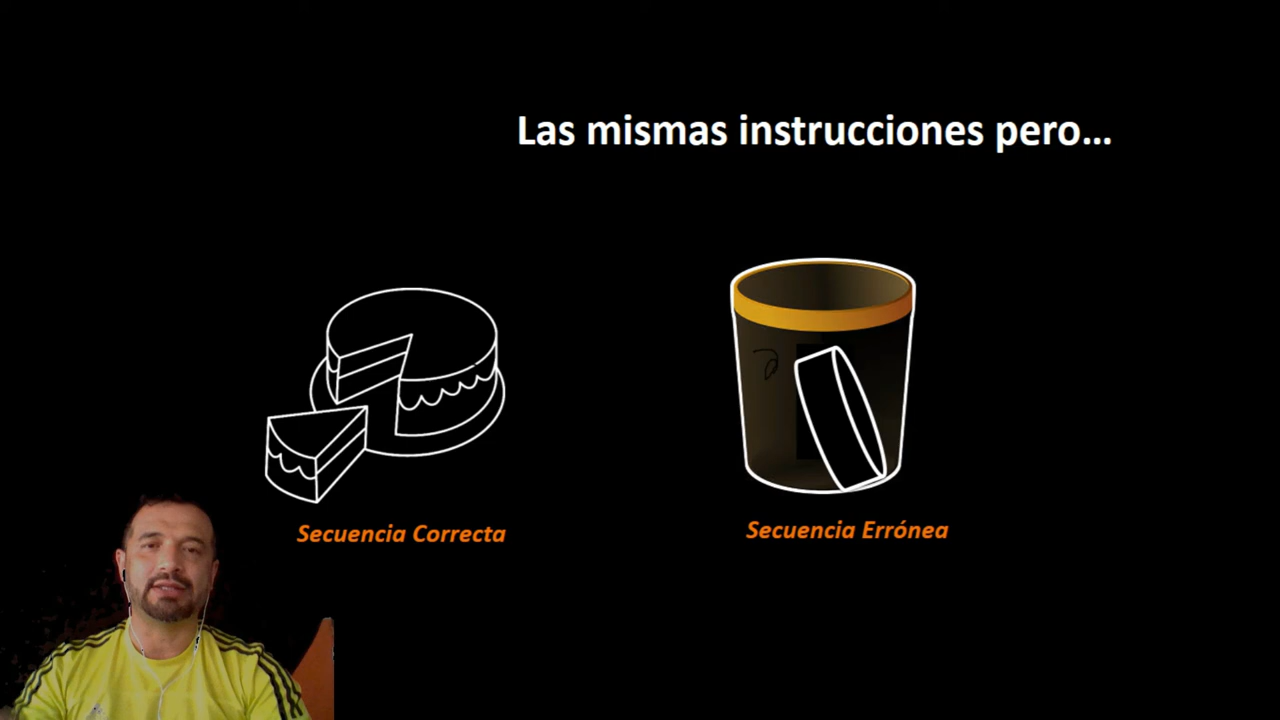 Las mismas instrucciones pero...
Secuencia Correcta
Secuencia Errónea